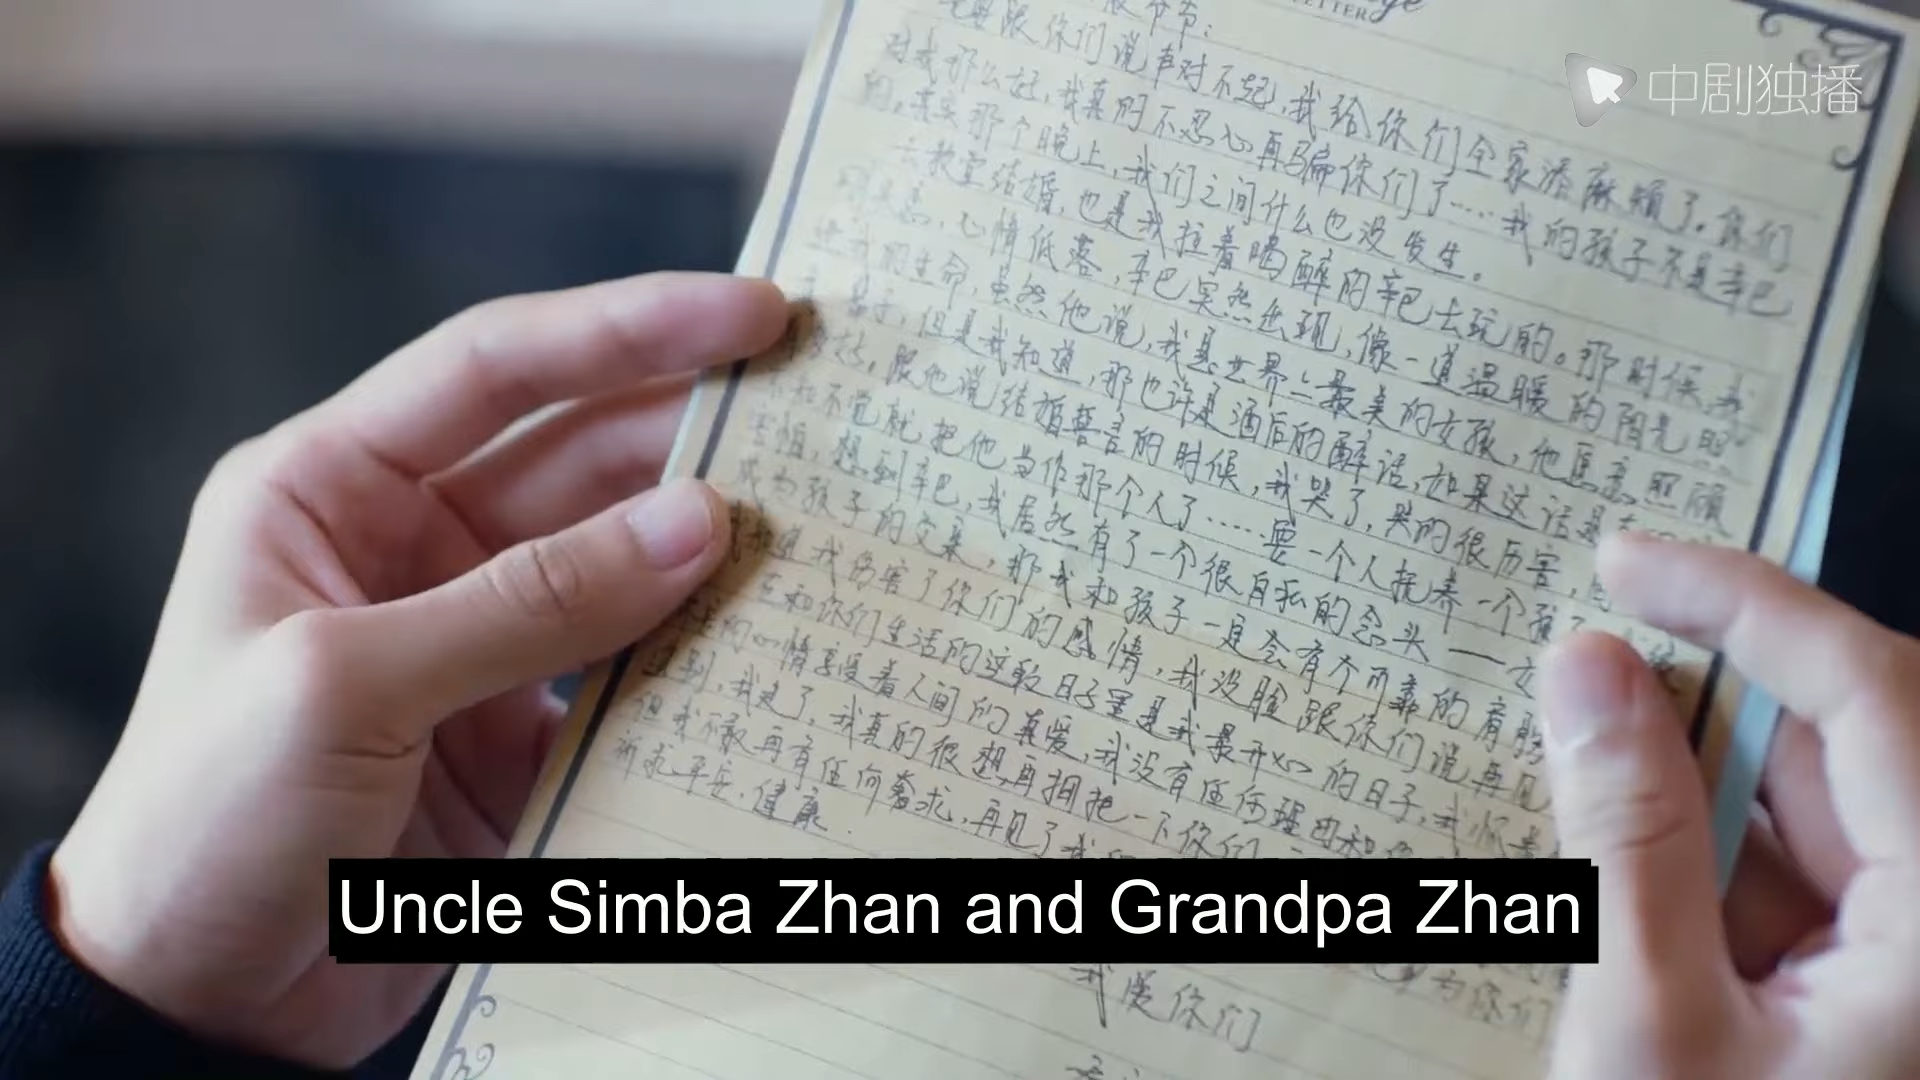 LETTER
中剧独播
先要跟你们说声对不起，我给你们全家添麻烦了。你们
对我那么好，我真的不忍心再骗你们了……我的孩子不是辛巴
的，其实那个晚上，我们之间什么也没发生。
教堂结婚，也是我拉着喝醉的辛巴去玩的。那时候，我
心情低落，辛巴突然出现，像一道温暖的阳光照
我的生命，虽然他说，我是世界上最美的女孩，他愿意照顾
孩子，但是我知道，那也许是酒后的醉话，如果这话是
跟他说结婚誓言的时候，我哭了，哭的很厉害，
不知不觉就把他当作那个人了……要一个人抚养一个孩子
害怕，想到辛巴，我居然有了一个很自私的念头——
成为孩子的父亲，那我和孩子一定会有个可靠的肩膀
我伤害了你们的感情，我没脸跟你们说再见
和你们生活的这段日子里是我最开心的日子，我怀着
的心情享受着人间的真爱，我没有任何理由和
我走了，我真的很想再拥抱一下你们
但我不敢再有任何奢求，再见了我
祈求平安，健康.
为你们
Uncle Simba Zhan and Grandpa Zhan
我爱你们